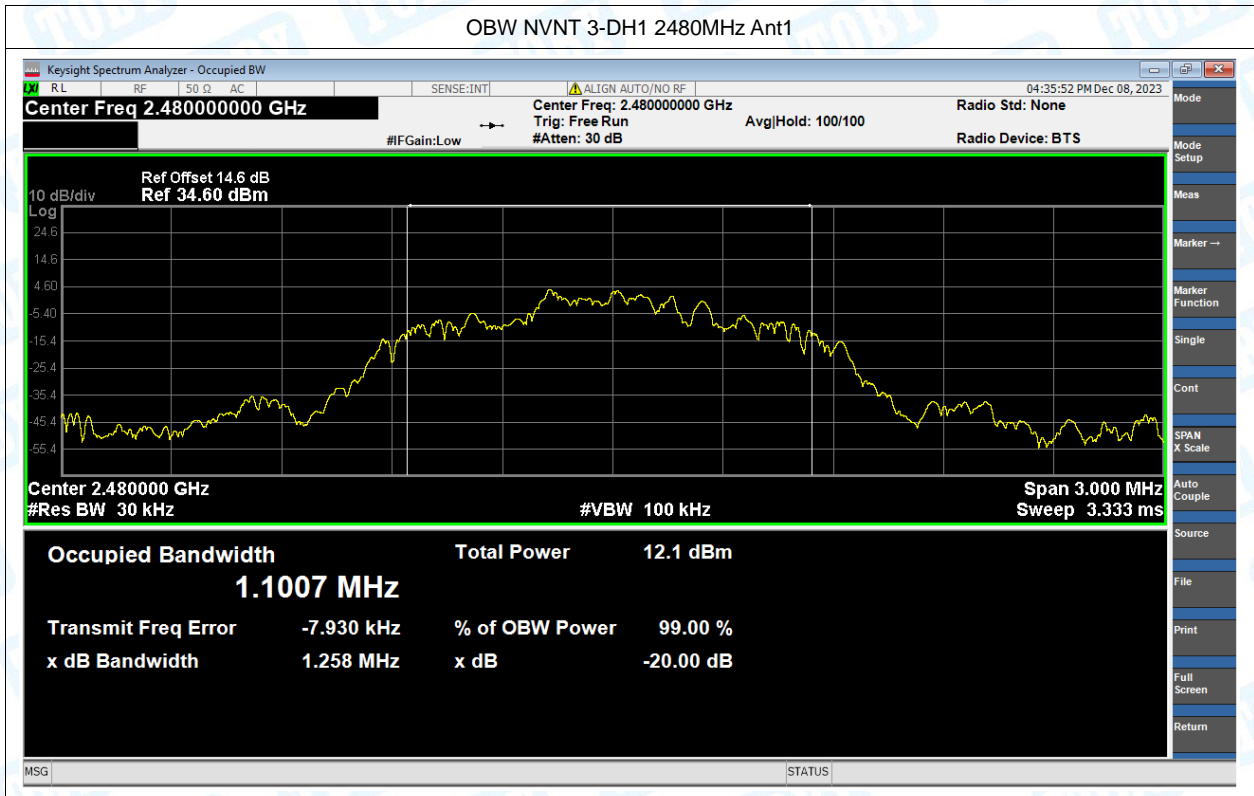 OBW NVNT 3-DH1 2480MHz Ant1
Keysight Spectrum Analyzer - Occupied BW
LXI RL RF 50 Ω AC SENSE:INT ALIGN AUTO/NO RF 04:35:52 PM Dec 08, 2023
Center Freq 2.480000000 GHz
Center Freq: 2.480000000 GHz Radio Std: None
Trig: Free Run Avg|Hold: 100/100
#IFGain:Low #Atten: 30 dB Radio Device: BTS
Ref Offset 14.6 dB
10 dB/div Ref 34.60 dBm
Log
24.6
14.6
4.60
-5.40
-15.4
-25.4
-35.4
-45.4
-55.4
Center 2.480000 GHz Span 3.000 MHz
#Res BW 30 kHz #VBW 100 kHz Sweep 3.333 ms
Occupied Bandwidth Total Power 12.1 dBm
1.1007 MHz
Transmit Freq Error -7.930 kHz % of OBW Power 99.00 %
x dB Bandwidth 1.258 MHz x dB -20.00 dB
Mode
Mode
Setup
Meas
Marker→
Marker
Function
Single
Cont
SPAN
X Scale
Auto
Couple
Source
File
Print
Full
Screen
Return
MSG STATUS
TOBY